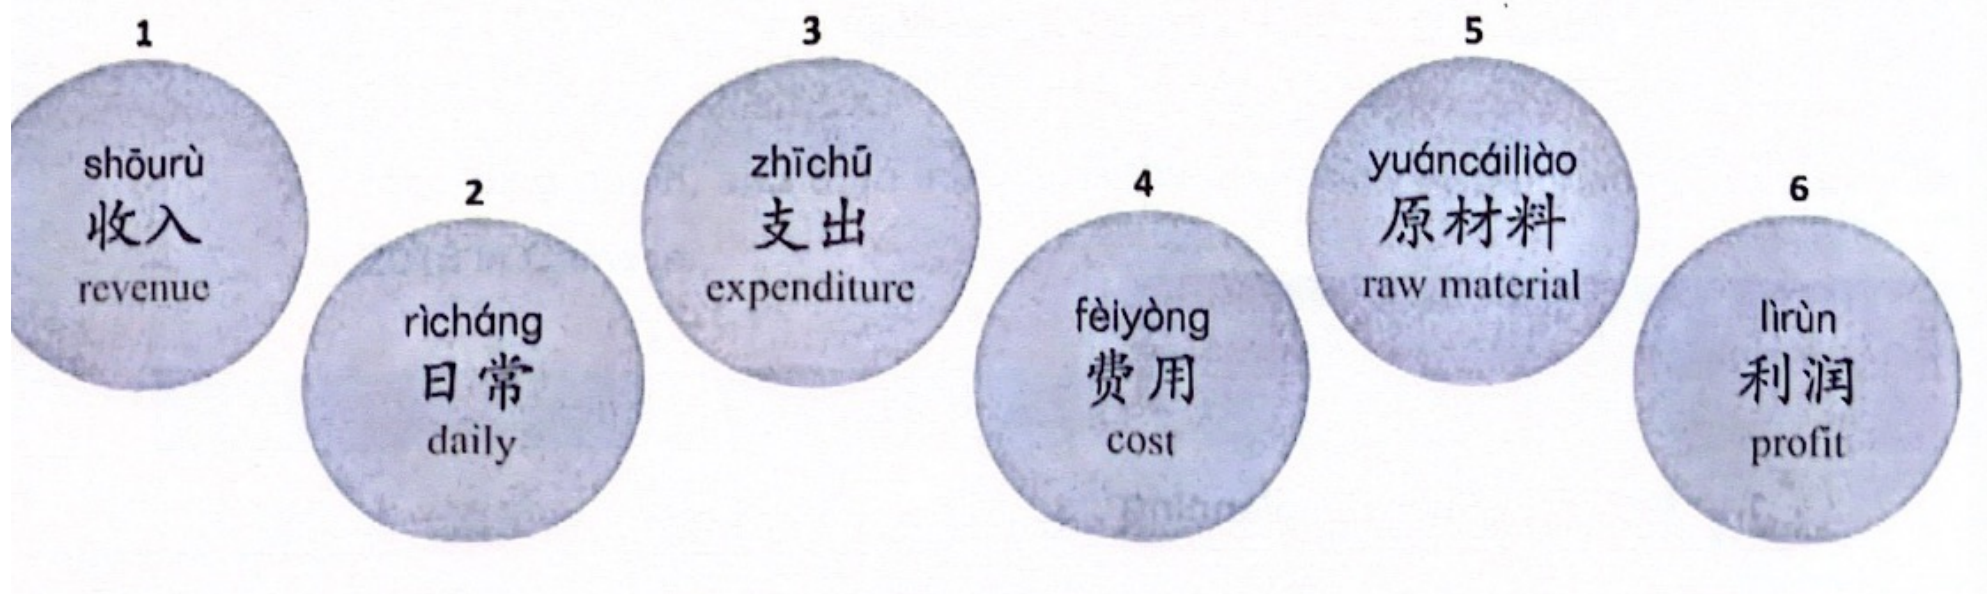 1
shōurù
收入
revenue
2
rìcháng
日常
daily
3
zhīchū
支出
expenditure
4
fèiyòng
费用
cost
5
yuáncáiliào
原材料
raw material
6
lìrùn
利润
profit